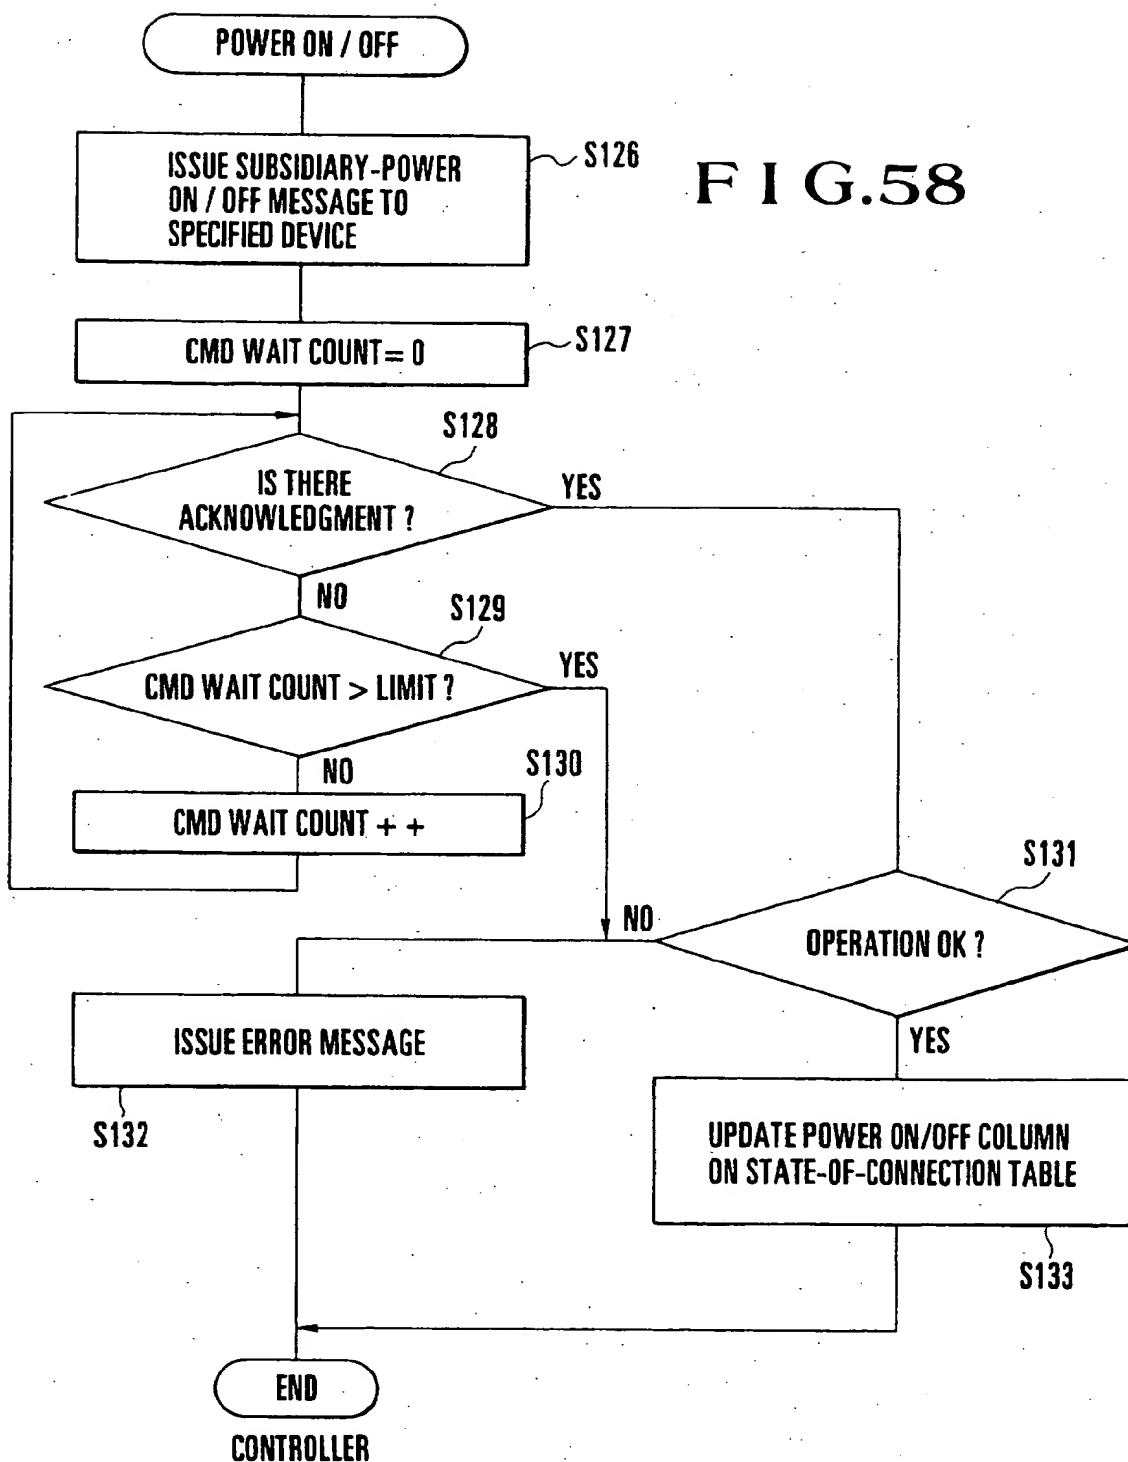 POWER ON / OFF
ISSUE SUBSIDIARY-POWER
ON / OFF MESSAGE TO
SPECIFIED DEVICE
S126
F I G.58
CMD WAIT COUNT = 0
S127
S128
IS THERE
ACKNOWLEDGMENT ?
YES
NO
S129
CMD WAIT COUNT > LIMIT ?
YES
NO
S130
CMD WAIT COUNT + +
S131
NO
OPERATION OK ?
YES
ISSUE ERROR MESSAGE
S132
UPDATE POWER ON/OFF COLUMN
ON STATE-OF-CONNECTION TABLE
S133
END
CONTROLLER